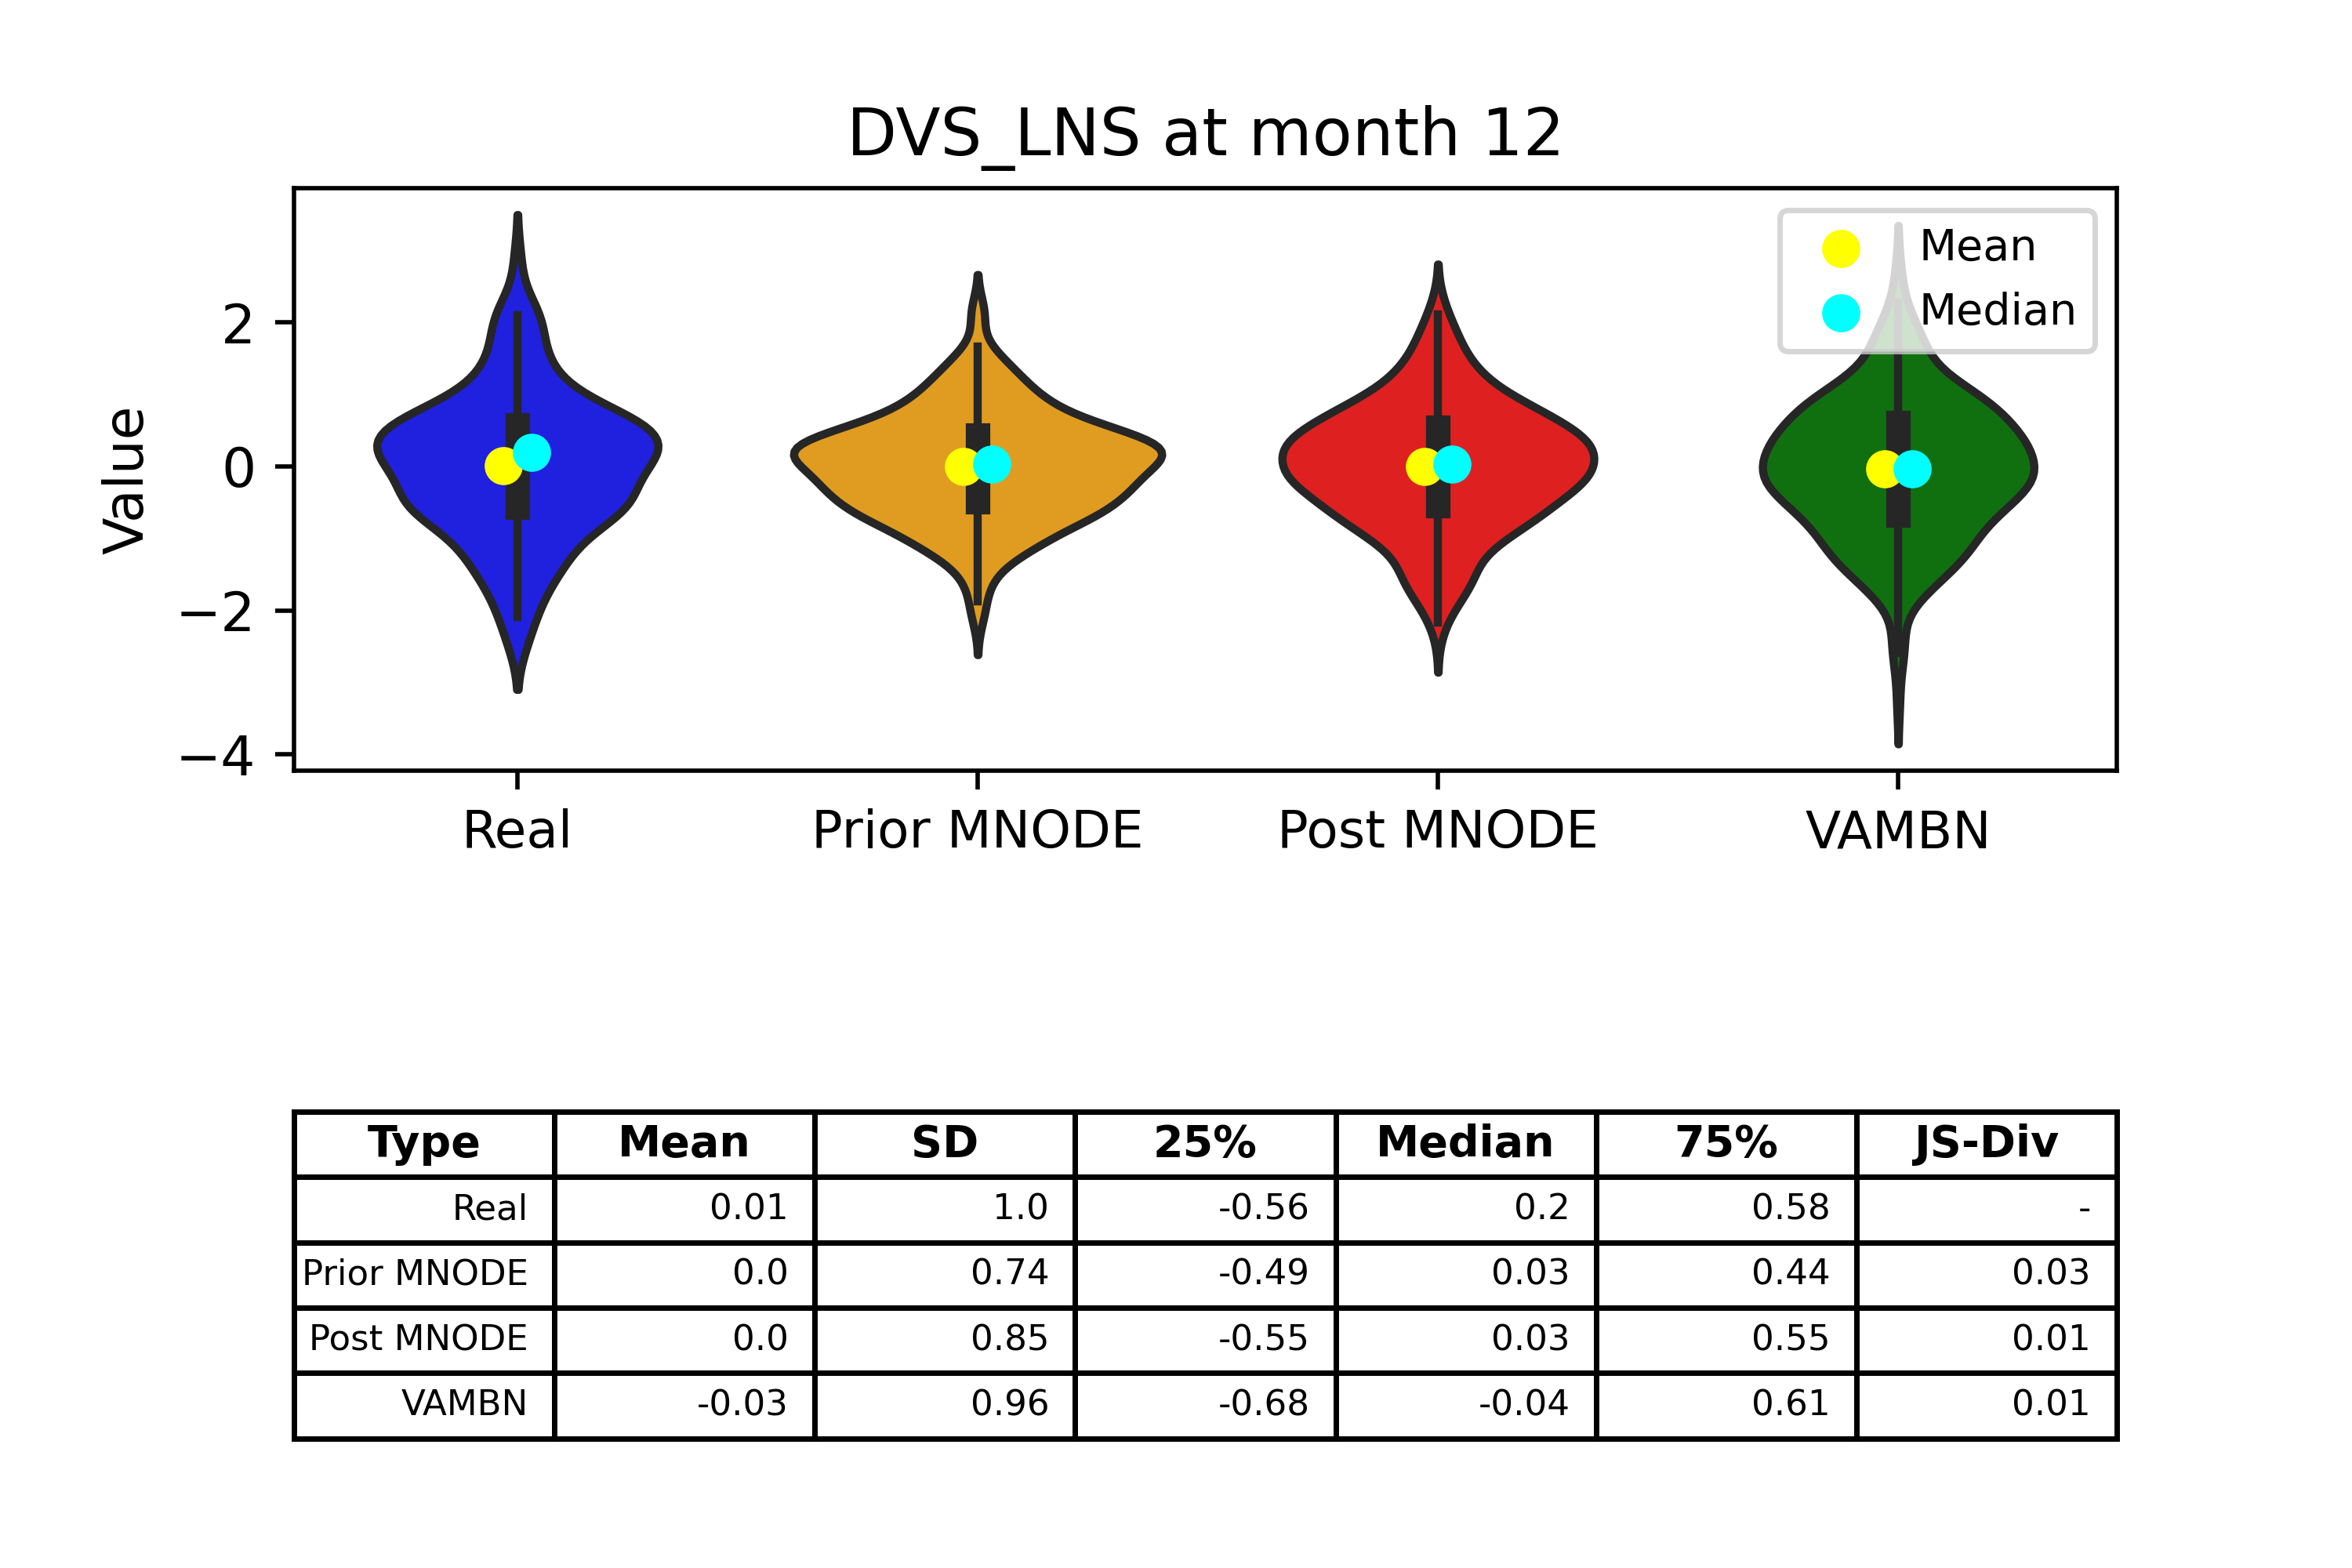 DVS_LNS at month 12
Mean
Median
Value
2
0
−2
−4
Real Prior MNODE Post MNODE VAMBN
Type Mean SD 25% Median 75% JS-Div
Real 0.01 1.0 -0.56 0.2 0.58 -
Prior MNODE 0.0 0.74 -0.49 0.03 0.44 0.03
Post MNODE 0.0 0.85 -0.55 0.03 0.55 0.01
VAMBN -0.03 0.96 -0.68 -0.04 0.61 0.01